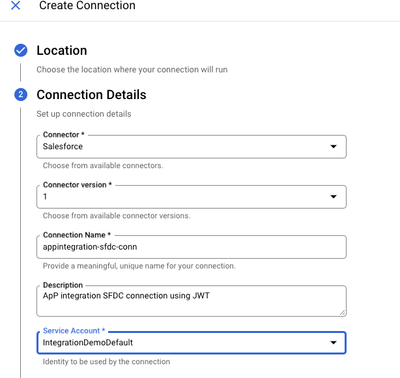 Create Connection
Location
Choose the location where your connection will run
2 Connection Details
Set up connection details
Connector *
Salesforce
Choose from available connectors.
Connector version *
1
Choose from available connector versions.
Connection Name *
appintegration-sfdc-conn
Provide a meaningful, unique name for your connection.
Description
ApP integration SFDC connection using JWT
Service Account *
IntegrationDemoDefault
Identity to be used by the connection